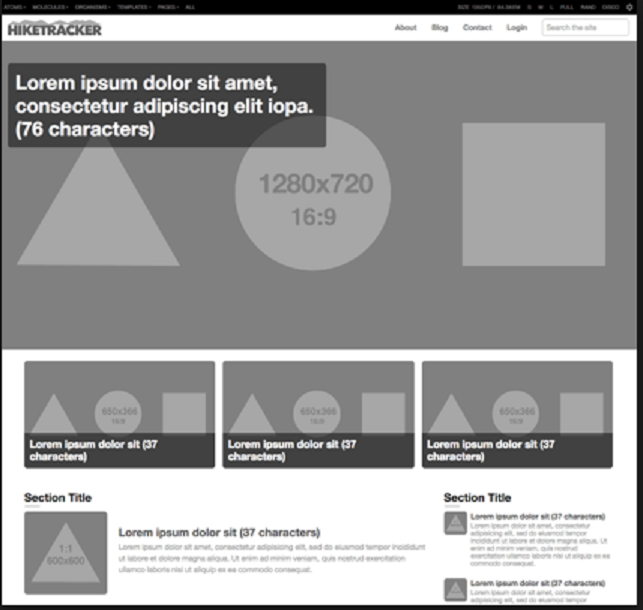 ATOMS MOLECULES ORGANISMS TEMPLATES PAGES ALL
S M L FULL RAND DISCO
HIKETRACKER
About Blog Contact Login Search the site
Lorem ipsum dolor sit amet,
consectetur adipiscing elit iopa.
(76 characters)
1280x720
16:9
650x366
16:9
Lorem ipsum dolor sit (37
characters)
650x366
16:9
Lorem ipsum dolor sit (37
characters)
650x366
16:9
Lorem ipsum dolor sit (37
characters)
Section Title
1:1
600x600
Lorem ipsum dolor sit (37 characters)
Lorem ipsum dolor sit amet, consectetur adipisicing elit, sed do eiusmod tempor incididunt
ut labore et dolore magna aliqua. Ut enim ad minim veniam, quis nostrud exercitation
ullamco laboris nisi ut aliquip ex ea commodo consequat.
Section Title
Lorem ipsum dolor sit (37 characters)
Lorem ipsum dolor sit amet, consectetur
adipisicing elit, sed do eiusmod tempor
incididunt ut labore et dolore magna aliqua. Ut
enim ad minim veniam, quis nostrud
exercitation ullamco laboris nisi ut aliquip ex
ea commodo consequat.
Lorem ipsum dolor sit (37 characters)
Lorem ipsum dolor sit amet, consectetur